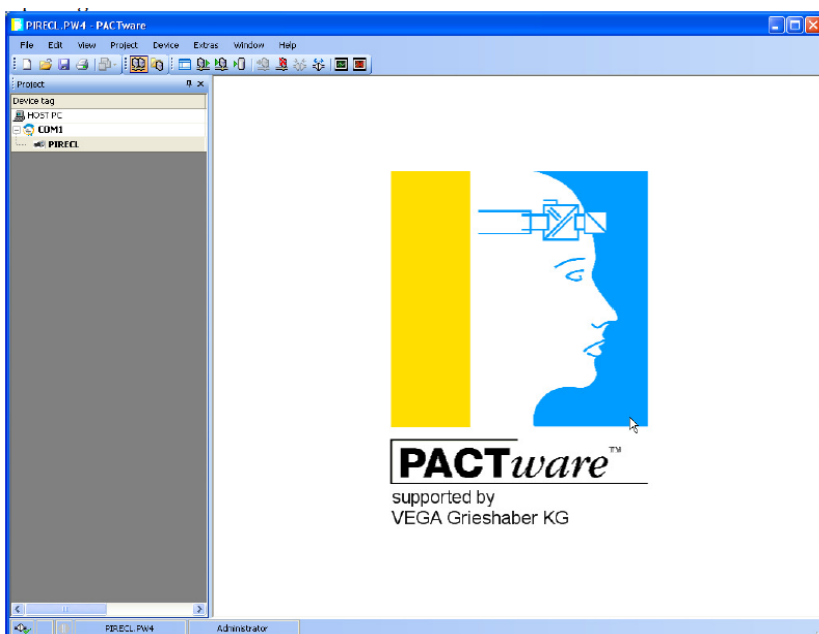 PIRECL.PW4 - PACTware
File Edit View Project Device Extras Window Help
Project
Device tag
HOST PC
COM1
PIRECL
PACTware™
supported by
VEGA Grieshaber KG
PIRECL.PW4 Administrator